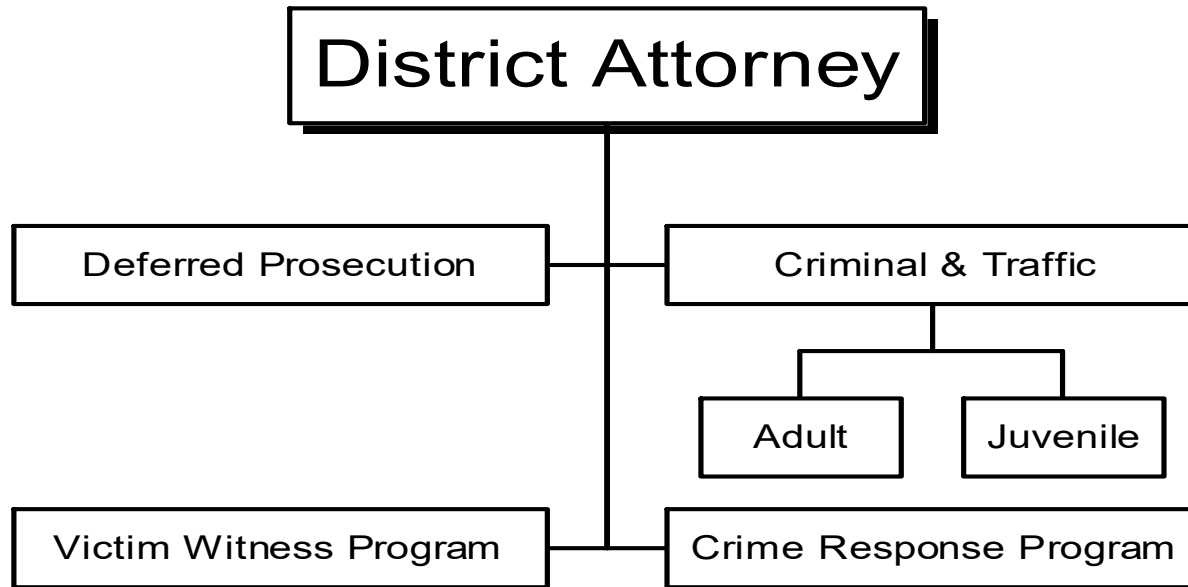 District Attorney
Deferred Prosecution
Criminal & Traffic
Adult
Juvenile
Victim Witness Program
Crime Response Program